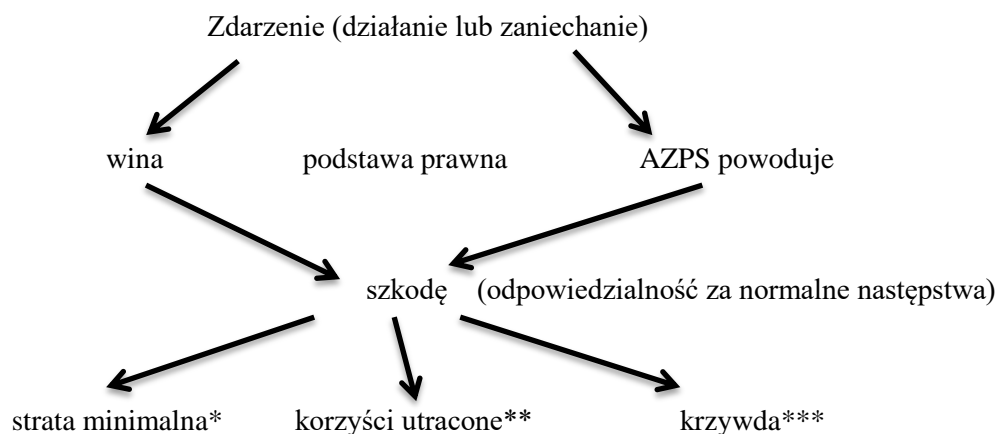 Zdarzenie (działanie lub zaniechanie)
wina podstawa prawna AZPS powoduje
szkodę (odpowiedzialność za normalne następstwa)
strata minimalna* korzyści utracone** krzywda***